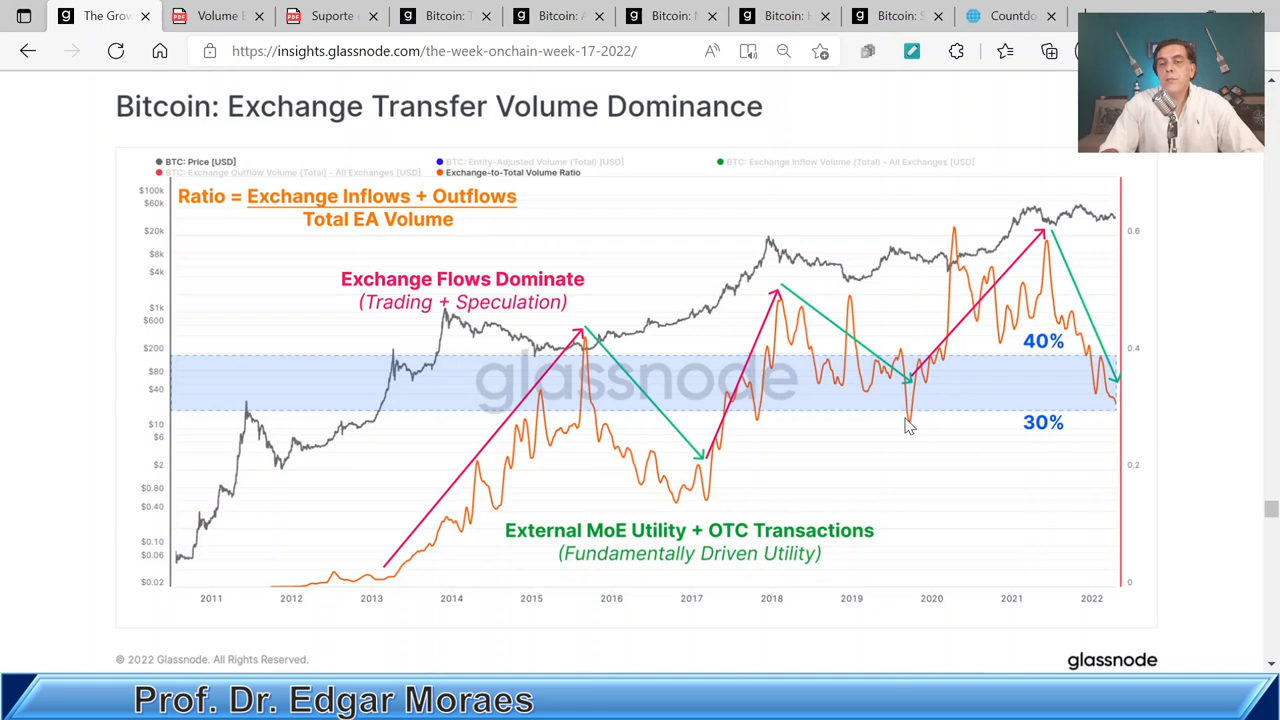 The Grow
Volume E
Suporte e
Bitcoin: T
Bitcoin: A
Bitcoin: N
Bitcoin: H
Bitcoin: S
Countdo
https://insights.glassnode.com/the-week-onchain-week-17-2022/
Bitcoin: Exchange Transfer Volume Dominance
BTC: Price [USD]
BTC: Entity-Adjusted Volume (Total) [USD]
BTC: Exchange Inflow Volume (Total) - All Exchanges [USD]
BTC: Exchange Outflow Volume (Total) - All Exchanges [USD]
Exchange-to-Total Volume Ratio
Ratio = Exchange Inflows + Outflows
Total EA Volume
Exchange Flows Dominate
(Trading + Speculation)
40%
30%
External MoE Utility + OTC Transactions
(Fundamentally Driven Utility)
glassnode
$100k
$60k
$20k
$8k
$4k
$1k
$600
$200
$80
$40
$10
$6
$2
$0.80
$0.40
$0.10
$0.06
$0.02
0.6
0.4
0.2
0
2011 2012 2013 2014 2015 2016 2017 2018 2019 2020 2021 2022
© 2022 Glassnode. All Rights Reserved.
glassnode
Prof. Dr. Edgar Moraes